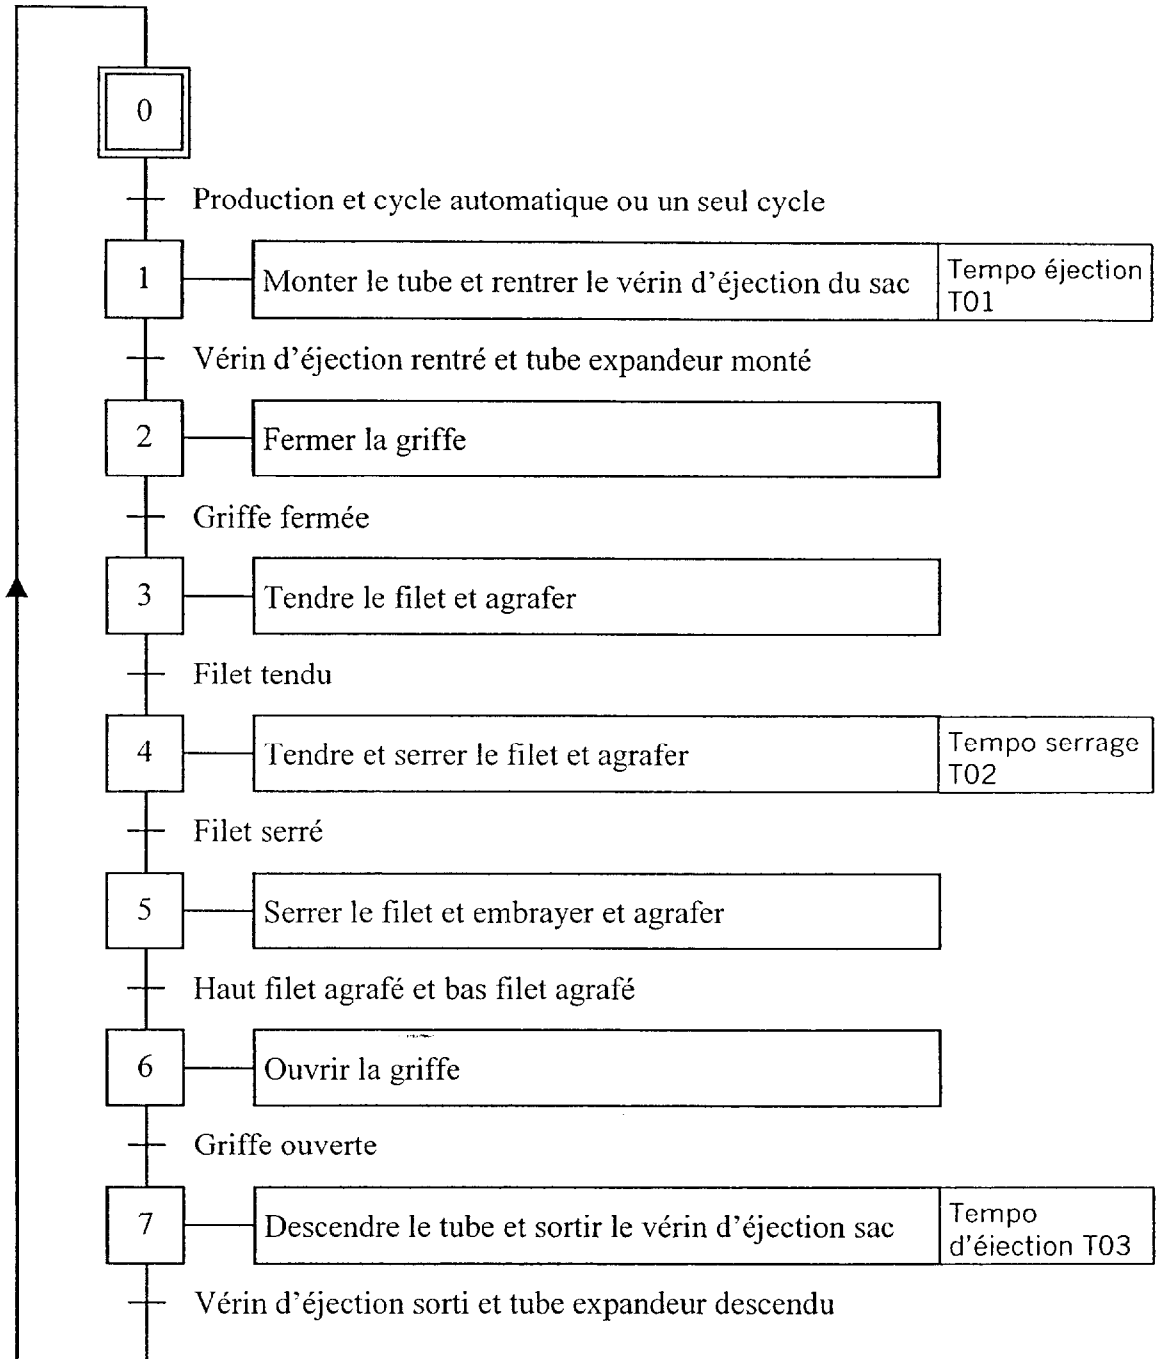 0
Production et cycle automatique ou un seul cycle
1
Monter le tube et rentrer le vérin d'éjection du sac
Tempo éjection
T01
Vérin d'éjection rentré et tube expandeur monté
2
Fermer la griffe
Griffe fermée
3
Tendre le filet et agrafer
Filet tendu
4
Tendre et serrer le filet et agrafer
Tempo serrage
T02
Filet serré
5
Serrer le filet et embrayer et agrafer
Haut filet agrafé et bas filet agrafé
6
Ouvrir la griffe
Griffe ouverte
7
Descendre le tube et sortir le vérin d'éjection sac
Tempo
d'éiection T03
Vérin d'éjection sorti et tube expandeur descendu